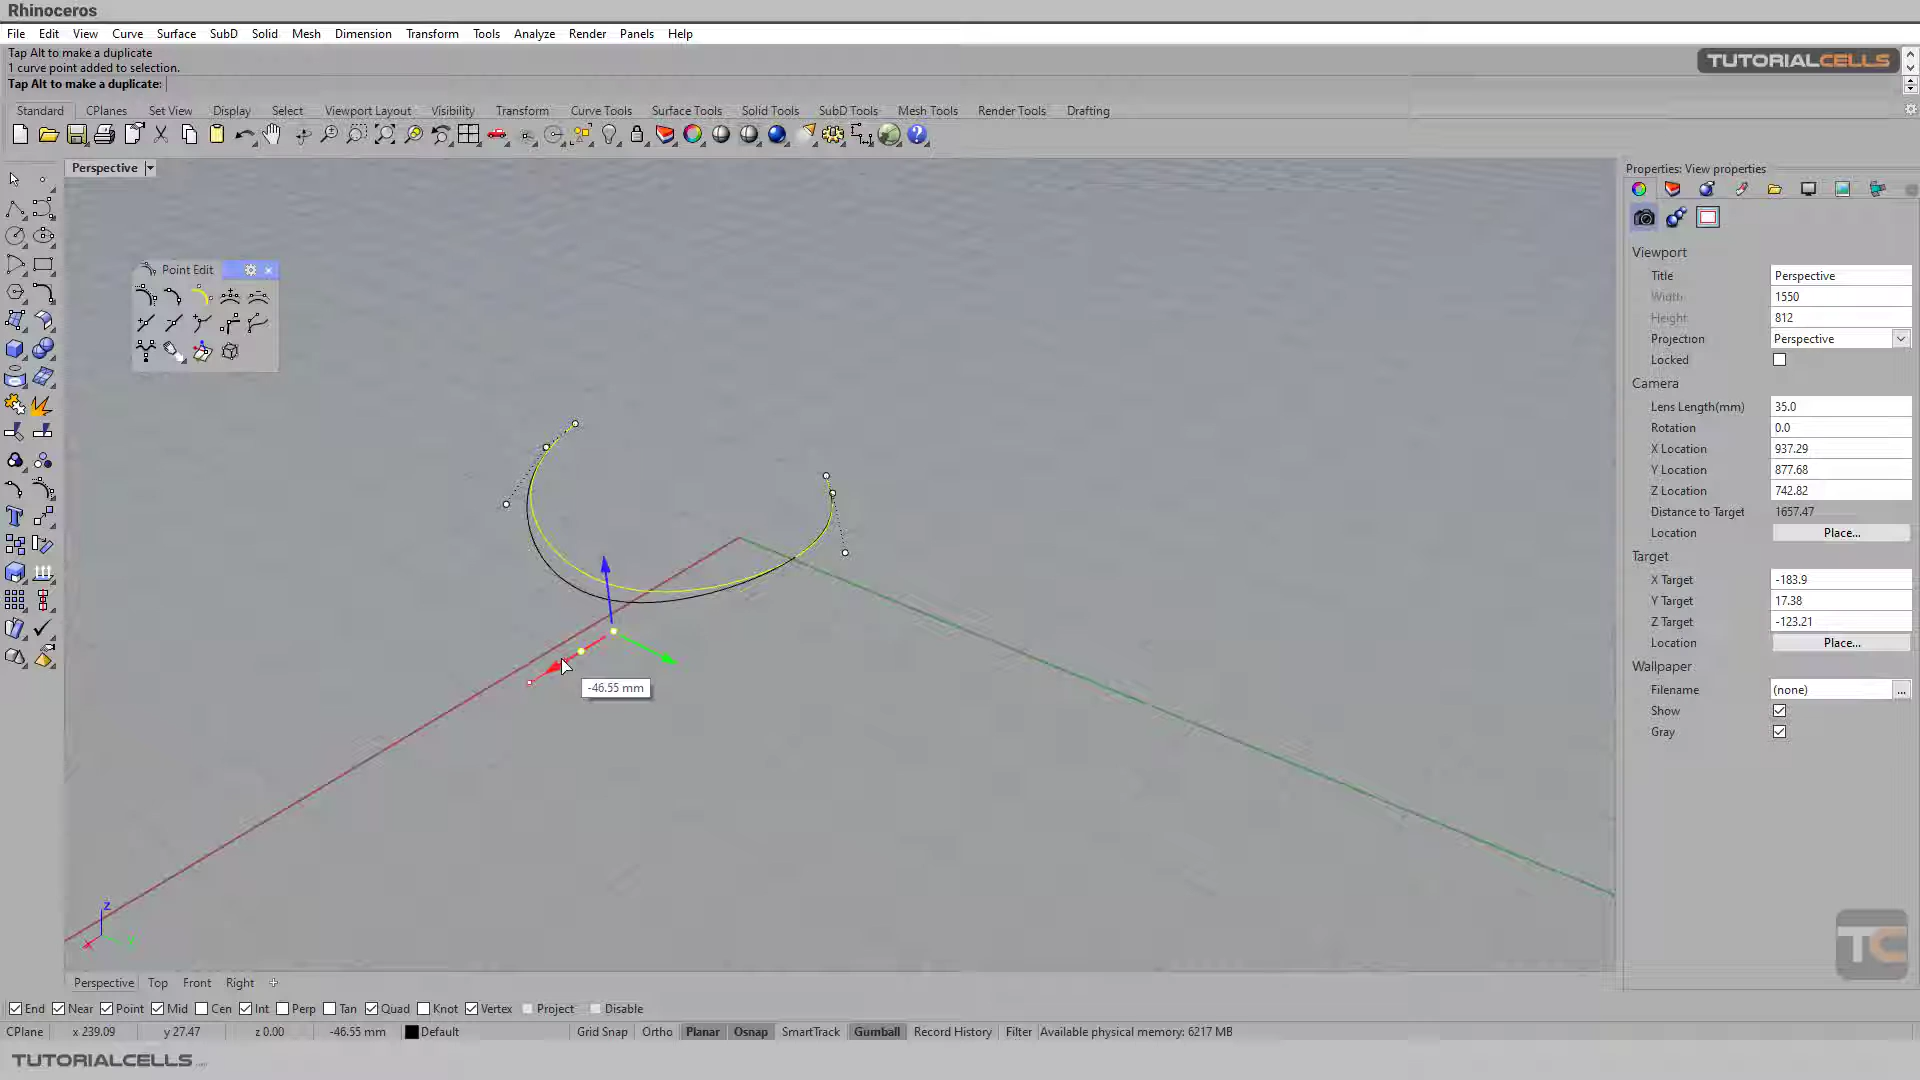 Rhinoceros
File Edit View Curve Surface SubD Solid Mesh Dimension Transform Tools Analyze Render Panels Help
Tap Alt to make a duplicate
1 curve point added to selection.
Tap Alt to make a duplicate:
TUTORIALCELLS
Standard CPlanes Set View Display Select Viewport Layout Visibility Transform Curve Tools Surface Tools Solid Tools SubD Tools Mesh Tools Render Tools Drafting
Perspective
Properties: View properties
Point Edit
Viewport
Title Perspective
Width 1550
Height 812
Projection Perspective
Locked
Camera
Lens Length(mm) 35.0
Rotation 0.0
X Location 937.29
Y Location 877.68
Z Location 742.82
Distance to Target 1657.47
Location Place...
Target
X Target -183.9
Y Target 17.38
Z Target -123.21
Location Place...
Wallpaper
Filename (none) ...
Show
Gray
-46.55 mm
z
x y
TC
Perspective Top Front Right
End Near Point Mid Cen Int Perp Tan Quad Knot Vertex Project Disable
CPlane x 239.09 y 27.47 z 0.00 -46.55 mm Default Grid Snap Ortho Planar Osnap SmartTrack Gumball Record History Filter Available physical memory: 6217 MB
TUTORIALCELLS